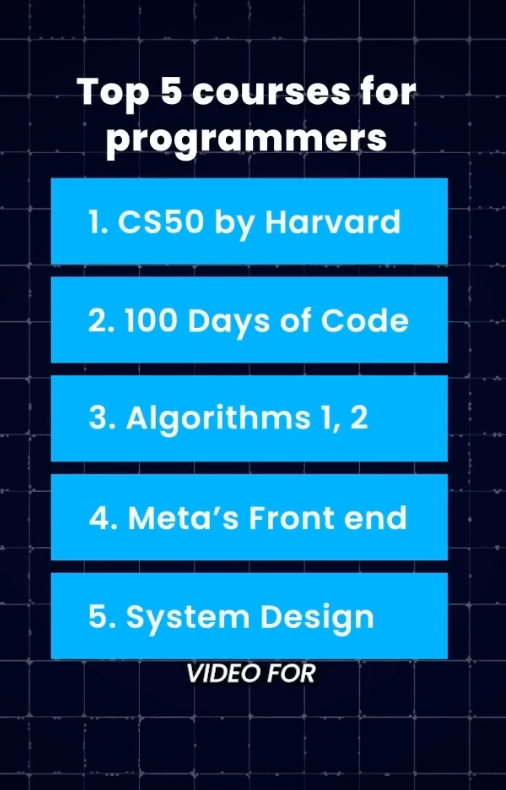 Top 5 courses for
programmers
1. CS50 by Harvard
2. 100 Days of Code
3. Algorithms 1, 2
4. Meta’s Front end
5. System Design
VIDEO FOR